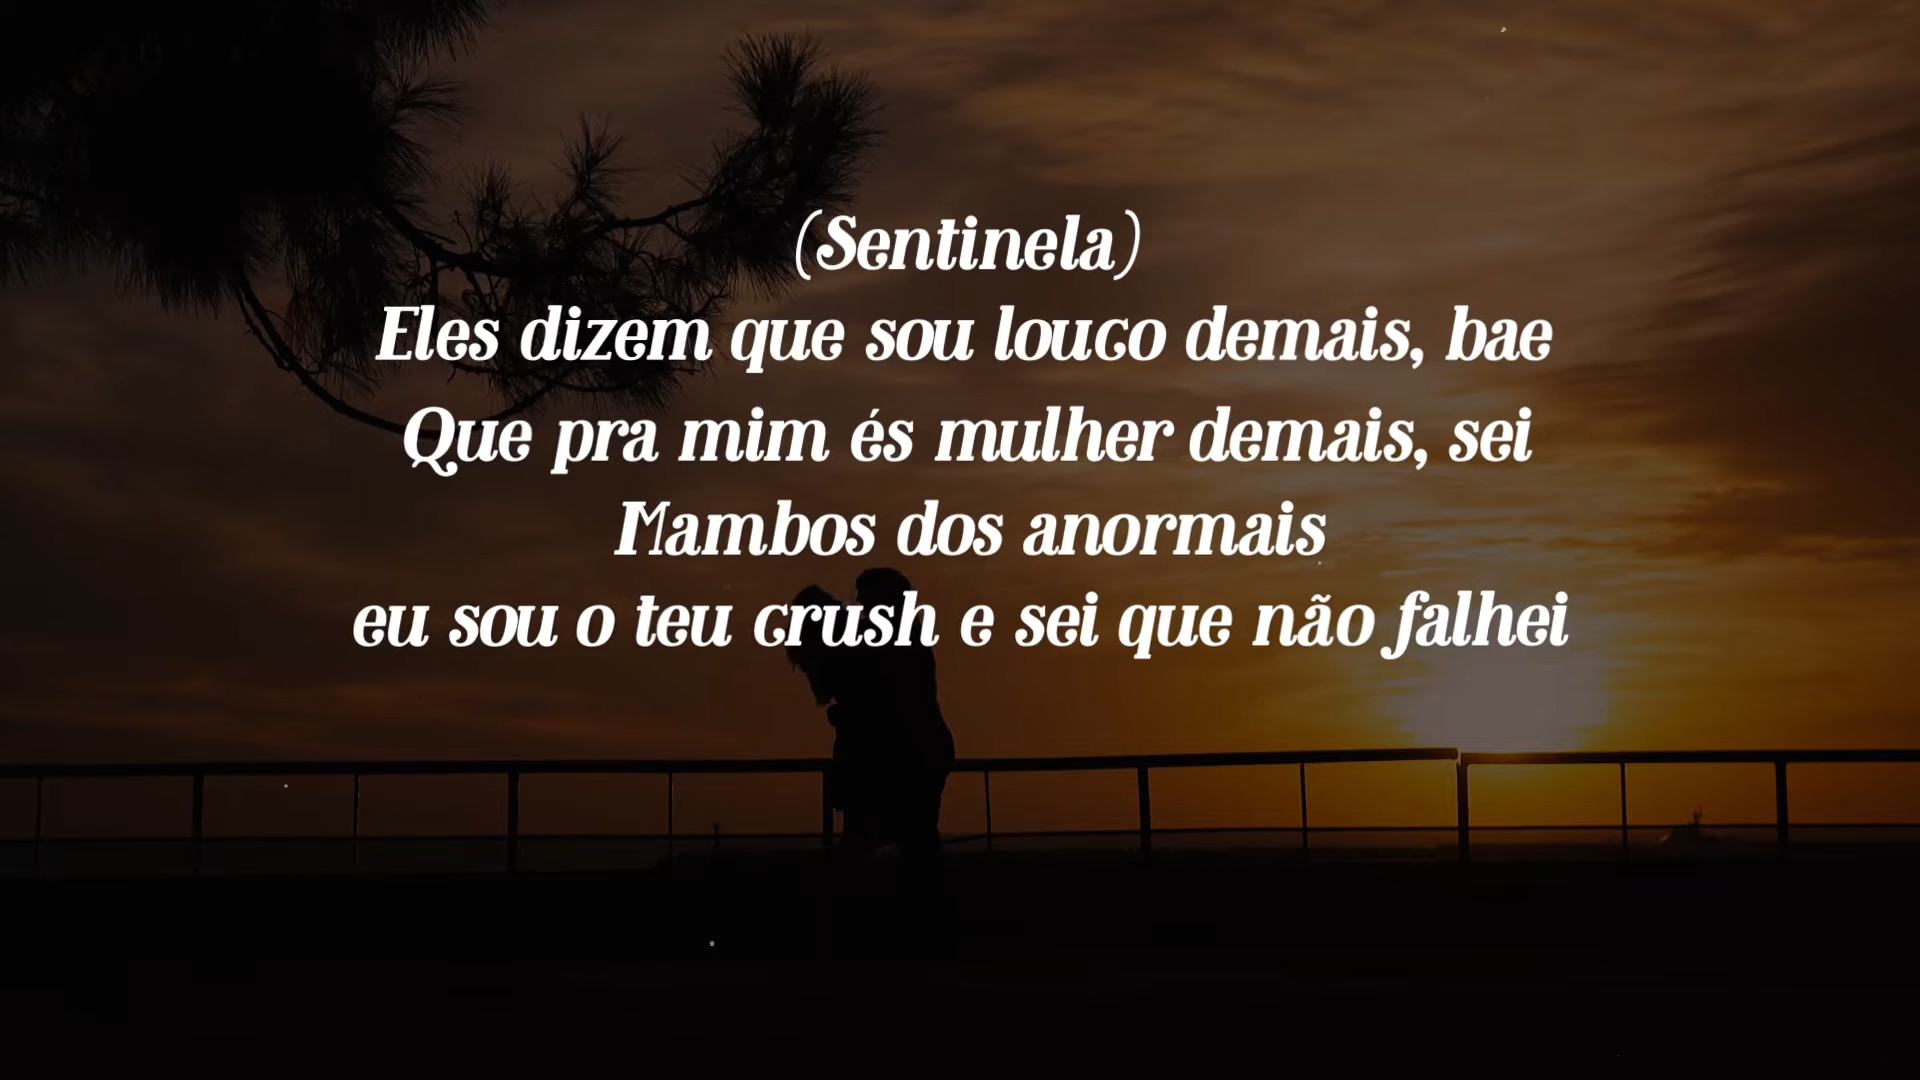 (Sentinela)
Eles dizem que sou louco demais, bae
Que pra mim és mulher demais, sei
Mambos dos anormais
eu sou o teu crush e sei que não falhei